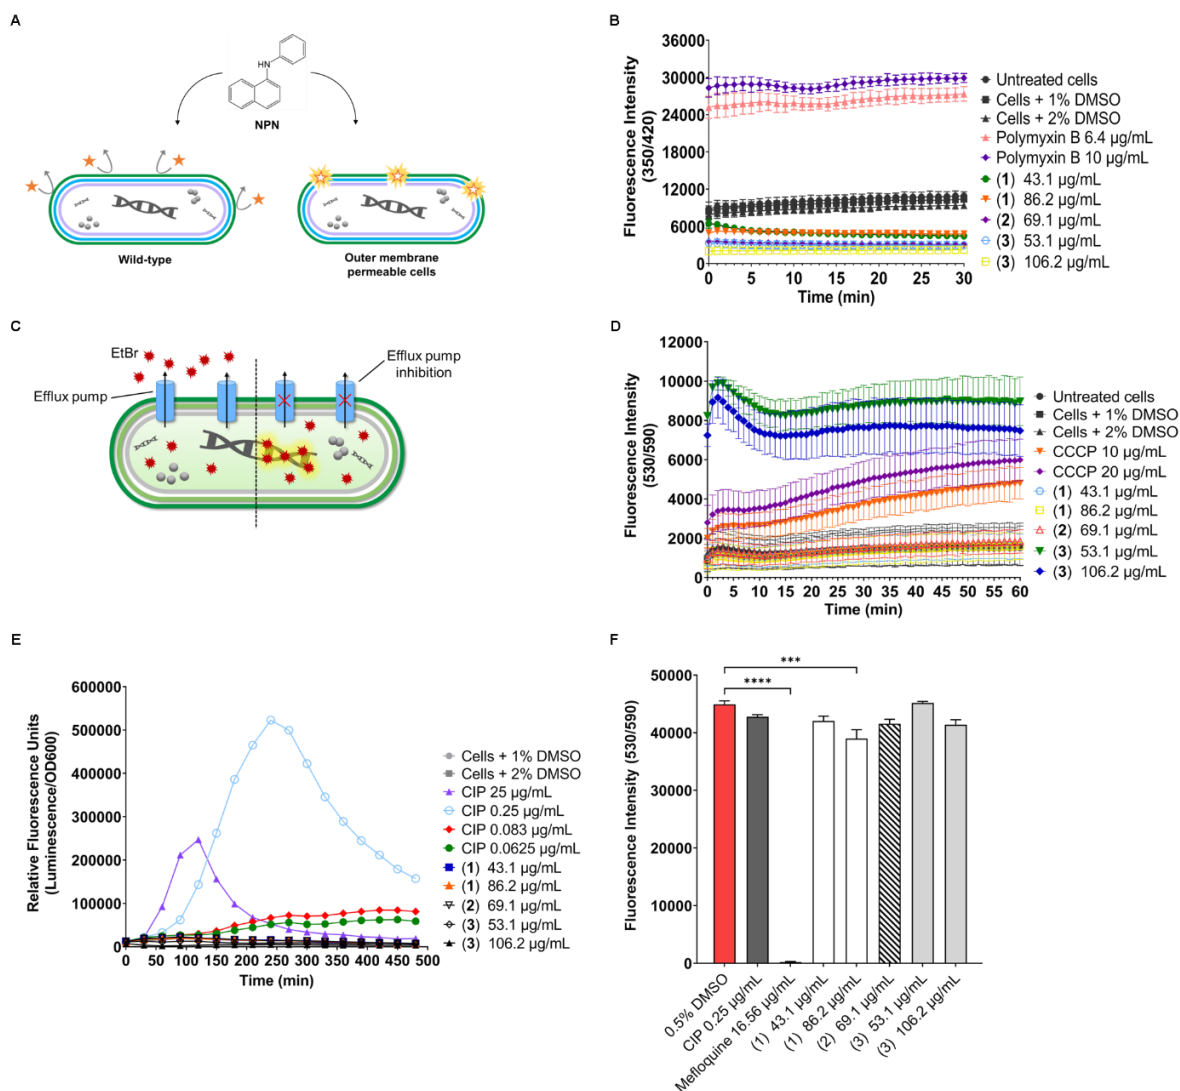 A
HN
NPN
Wild-type
Outer membrane
permeable cells
B
Fluorescence Intensity
(350/420)
36000
30000
24000
18000
12000
6000
0
0 5 10 15 20 25 30
Time (min)
Untreated cells
Cells + 1% DMSO
Cells + 2% DMSO
Polymyxin B 6.4 µg/mL
Polymyxin B 10 µg/mL
(1) 43.1 µg/mL
(1) 86.2 µg/mL
(2) 69.1 µg/mL
(3) 53.1 µg/mL
(3) 106.2 µg/mL
C
EtBr
Efflux pump
Efflux pump
inhibition
D
Fluorescence Intensity
(530/590)
12000
10000
8000
6000
4000
2000
0
0 5 10 15 20 25 30 35 40 45 50 55 60
Time (min)
Untreated cells
Cells + 1% DMSO
Cells + 2% DMSO
CCCP 10 µg/mL
CCCP 20 µg/mL
(1) 43.1 µg/mL
(1) 86.2 µg/mL
(2) 69.1 µg/mL
(3) 53.1 µg/mL
(3) 106.2 µg/mL
E
Relative Fluorescence Units
(Luminescence/OD600)
600000
500000
400000
300000
200000
100000
0
0 50 100 150 200 250 300 350 400 450 500
Time (min)
Cells + 1% DMSO
Cells + 2% DMSO
CIP 25 µg/mL
CIP 0.25 µg/mL
CIP 0.083 µg/mL
CIP 0.0625 µg/mL
(1) 43.1 µg/mL
(1) 86.2 µg/mL
(2) 69.1 µg/mL
(3) 53.1 µg/mL
(3) 106.2 µg/mL
F
Fluorescence Intensity (530/590)
50000
40000
30000
20000
10000
0
***
****
0.5% DMSO
CIP 0.25 µg/mL
Mefloquine 16.56 µg/mL
(1) 43.1 µg/mL
(1) 86.2 µg/mL
(2) 69.1 µg/mL
(3) 53.1 µg/mL
(3) 106.2 µg/mL